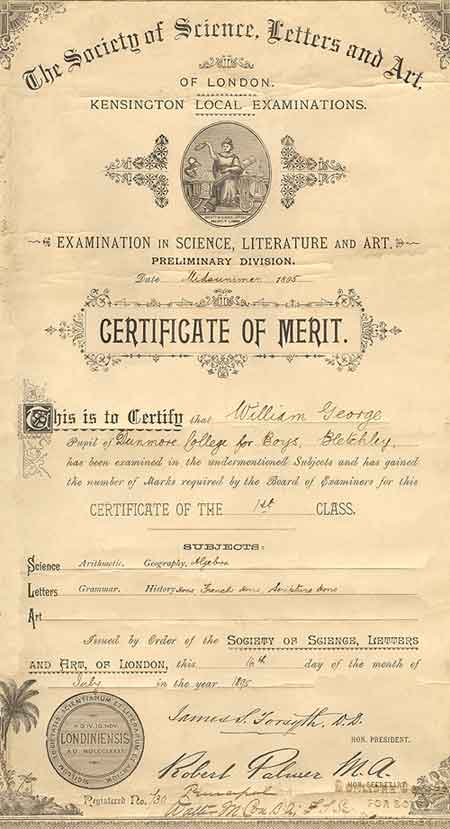 The Society of Science, Letters and Art.
OF LONDON.
KENSINGTON LOCAL EXAMINATIONS.
EXAMINATION IN SCIENCE, LITERATURE AND ART.
PRELIMINARY DIVISION.
Date Midsummer 1895
CERTIFICATE OF MERIT.
This is to Certify that William George
Pupil of Dunmore College for Boys, Bletchley
has been examined in the undermentioned Subjects and has gained
the number of Marks required by the Board of Examiners for this
CERTIFICATE OF THE 1st CLASS.
SUBJECTS:
Science Arithmetic. Geography. Algebra
Letters Grammar. History Hons, French Hons, Scripture Hons
Art
Issued by Order of the SOCIETY OF SCIENCE, LETTERS
AND ART, OF LONDON, this 16th day of the month of
July in the year 1895
James S. Forsyth, D.D.
HON. PRESIDENT.
LONDINIENSIS
Robert Palmer M.A.
HON. SECRETARY
Registered No. Principal